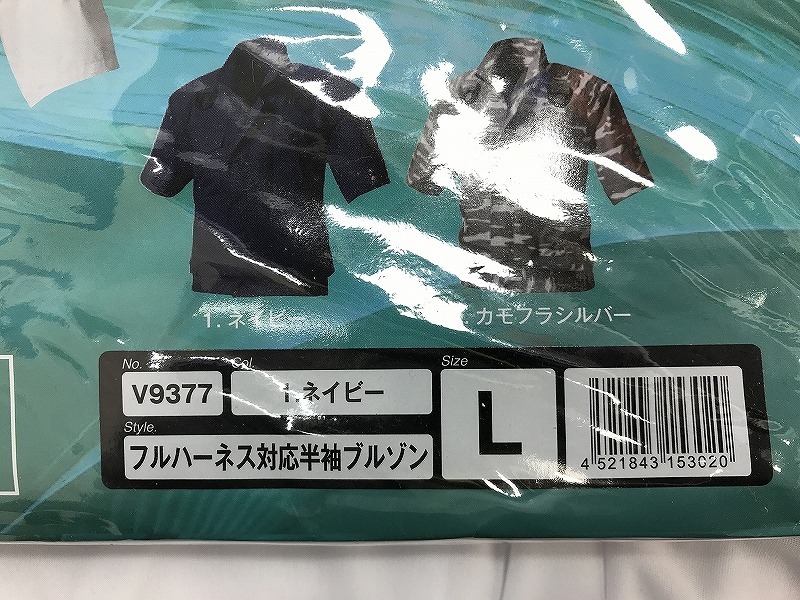 1. ネイビー
カモフラシルバー
No.
Col.
Size
V9377
1.ネイビー
L
Style.
フルハーネス対応半袖ブルゾン
4 521843 153020